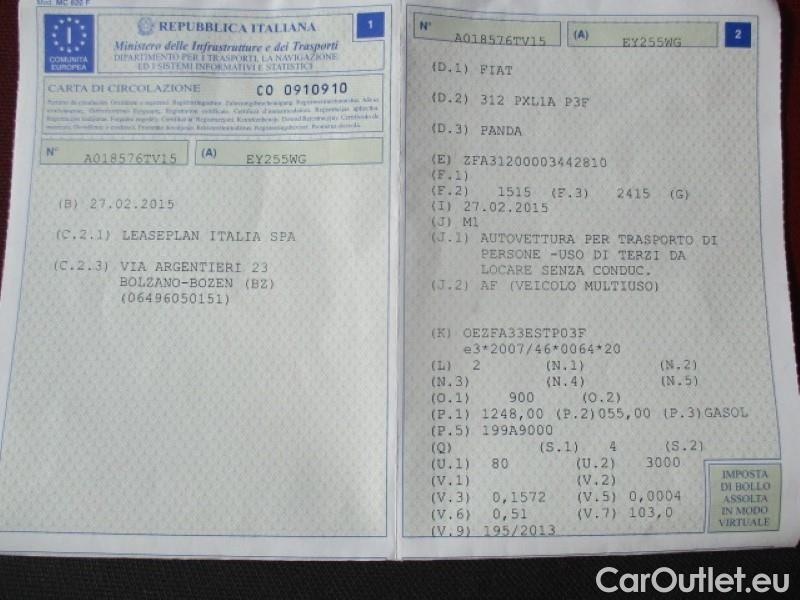 Mod. MC 820 F
I
COMUNITÀ
EUROPEA
REPUBBLICA ITALIANA
1
Ministero delle Infrastrutture e dei Trasporti
DIPARTIMENTO PER I TRASPORTI, LA NAVIGAZIONE
ED I SISTEMI INFORMATIVI E STATISTICI
CARTA DI CIRCOLAZIONE CO 0910910
N° A018576TV15 (A) EY255WG
(B) 27.02.2015
(C.2.1) LEASEPLAN ITALIA SPA
(C.2.3) VIA ARGENTIERI 23
BOLZANO-BOZEN (BZ)
(06496050151)
N° A018576TV15 (A) EY255WG 2
(D.1) FIAT
(D.2) 312 PXL1A P3F
(D.3) PANDA
(E) ZFA31200003442810
(F.1)
(F.2) 1515 (F.3) 2415 (G)
(I) 27.02.2015
(J) M1
(J.1) AUTOVETTURA PER TRASPORTO DI
PERSONE -USO DI TERZI DA
LOCARE SENZA CONDUC.
(J.2) AF (VEICOLO MULTIUSO)
(K) OEZFA33ESTP03F
e3*2007/46*0064*20
(L) 2 (N.1) (N.2)
(N.3) (N.4) (N.5)
(O.1) 900 (O.2)
(P.1) 1248,00 (P.2)055,00 (P.3)GASOL
(P.5) 199A9000
(Q) (S.1) 4 (S.2)
(U.1) 80 (U.2) 3000
(V.1) (V.2)
(V.3) 0,1572 (V.5) 0,0004
(V.6) 0,51 (V.7) 103,0
(V.9) 195/2013
IMPOSTA
DI BOLLO
ASSOLTA
IN MODO
VIRTUALE
CarOutlet.eu